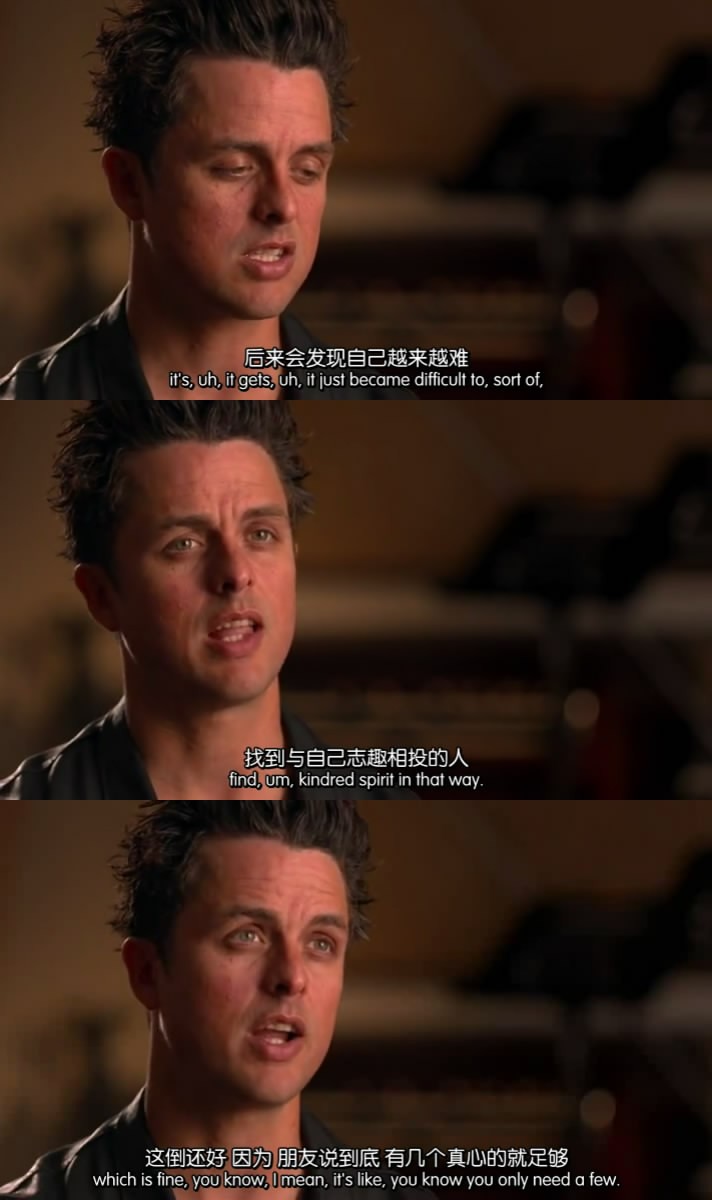 后来会发现自己越来越难
it's, uh, it gets, uh, it just became difficult to, sort of,
找到与自己志趣相投的人
find, um, kindred spirit in that way.
这倒还好 因为 朋友说到底 有几个真心的就足够
which is fine, you know, I mean, it's like, you know you only need a few.